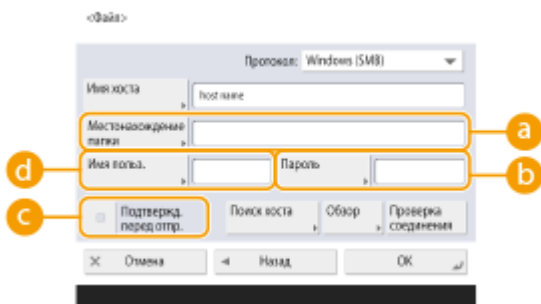 <Файл>
Протокол: Windows (SMB)
Имя хоста
host name
Местонахождение
папки
a
d
Имя польз.
Пароль
b
c
Подтвержд.
перед отпр.
Поиск хоста
Обзор
Проверка
соединения
Отмена
Назад
OK